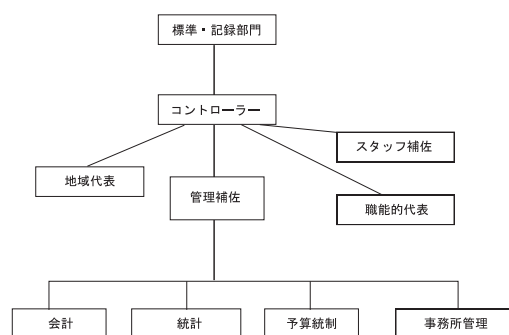 標準・記録部門
コントローラー
スタッフ補佐
地域代表
管理補佐
職能的代表
会計
統計
予算統制
事務所管理